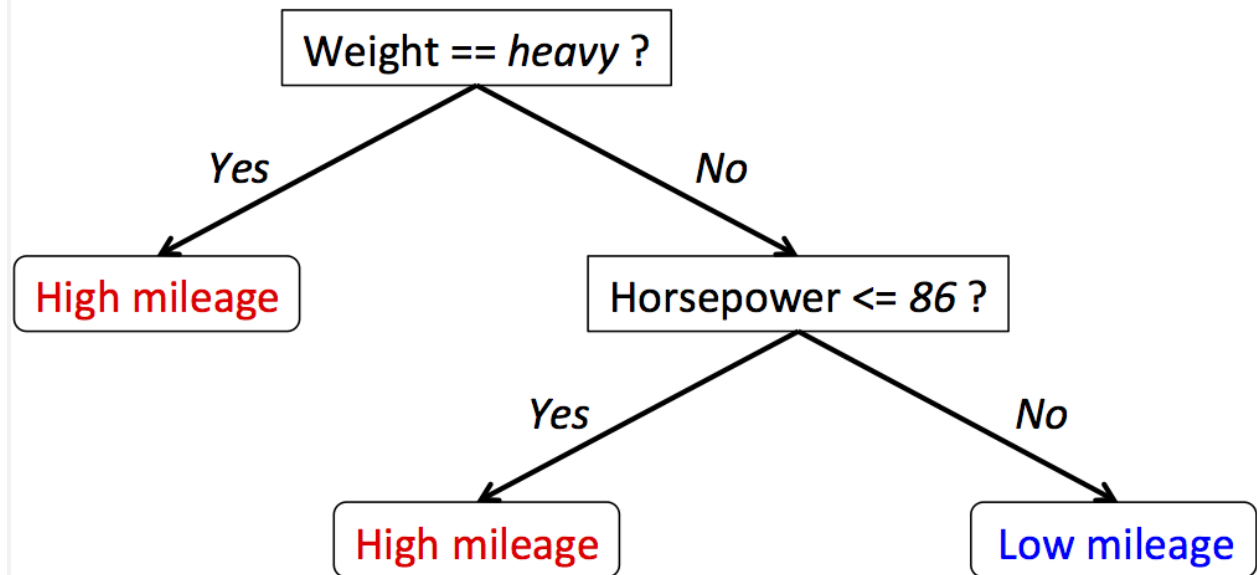 Weight == heavy ?
Yes
No
High mileage
Horsepower <= 86 ?
Yes
No
High mileage
Low mileage